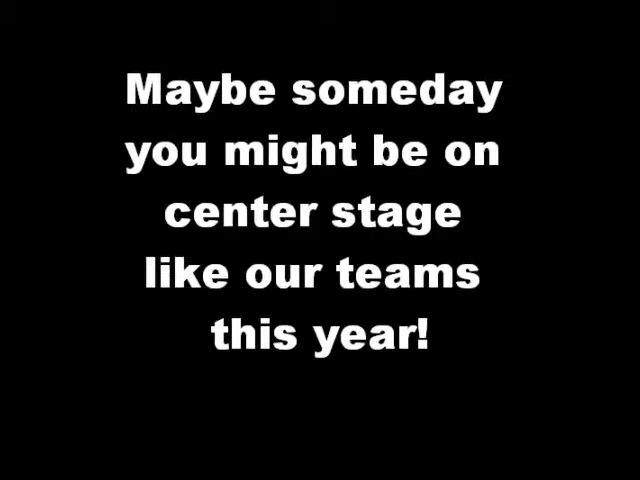 Maybe someday
you might be on
center stage
like our teams
this year!